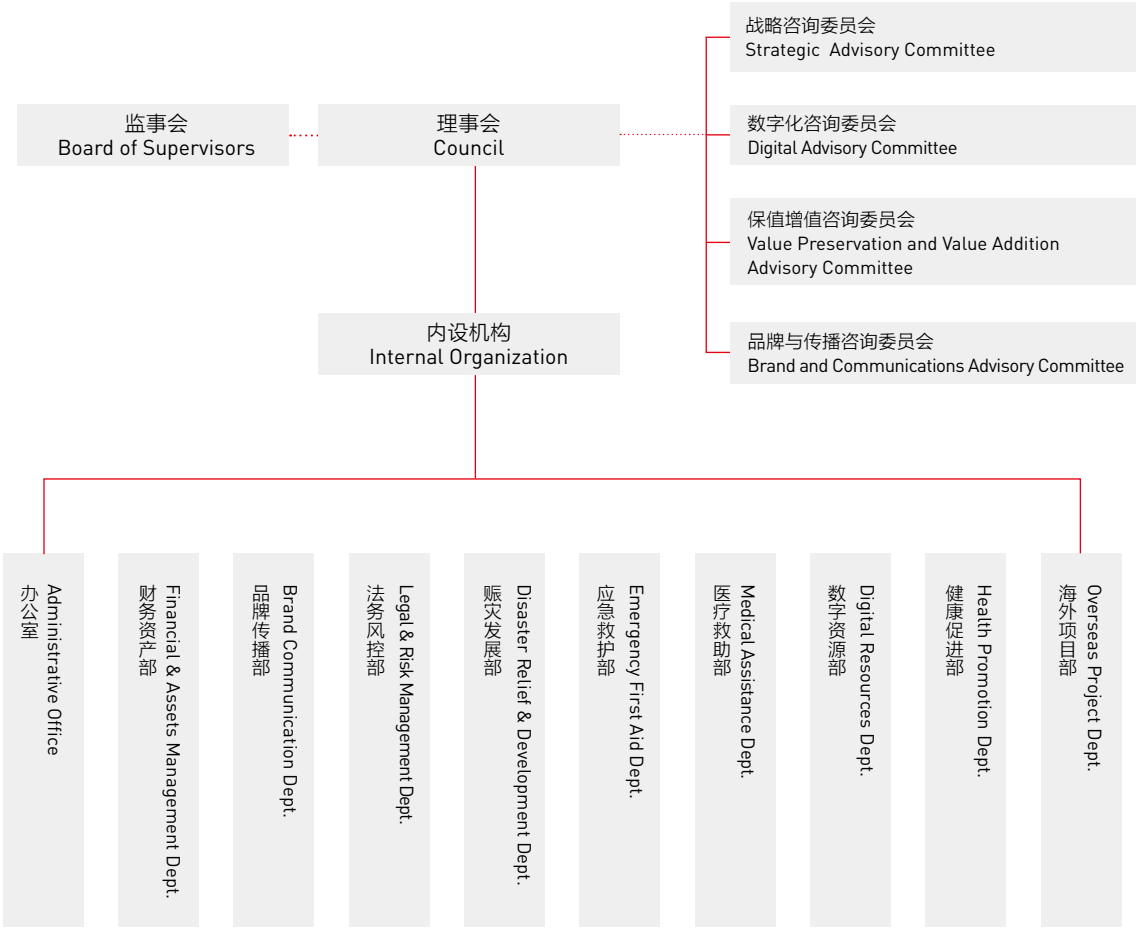 战略咨询委员会
Strategic Advisory Committee
监事会
Board of Supervisors
理事会
Council
数字化咨询委员会
Digital Advisory Committee
保值增值咨询委员会
Value Preservation and Value Addition
Advisory Committee
内设机构
Internal Organization
品牌与传播咨询委员会
Brand and Communications Advisory Committee
Administrative Office
办公室
Financial & Assets Management Dept.
财务资产部
Brand Communication Dept.
品牌传播部
Legal & Risk Management Dept.
法务风控部
Disaster Relief & Development Dept.
赈灾发展部
Emergency First Aid Dept.
应急救护部
Medical Assistance Dept.
医疗救助部
Digital Resources Dept.
数字资源部
Health Promotion Dept.
健康促进部
Overseas Project Dept.
海外项目部